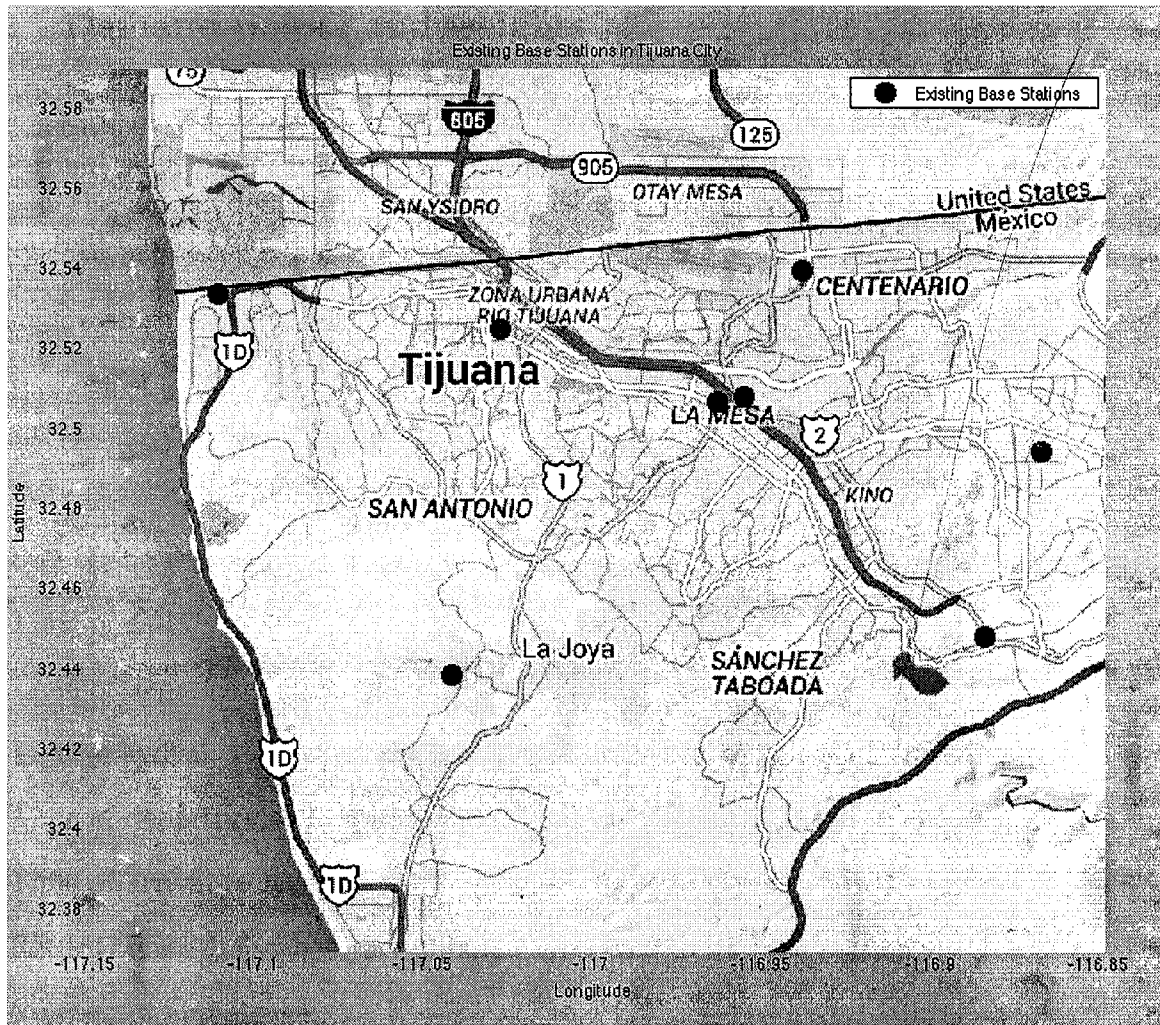 Existing Base Stations in Tijuana City
75
805
Existing Base Stations
32.58
125
905
32.56
OTAY MESA
SAN YSIDRO
United States
Mexico
32.54
CENTENARIO
ZONA URBANA
RIO TIJUANA
32.52
1D
Tijuana
LA MESA
32.5
2
1
KINO
SAN ANTONIO
32.48
Latitude
32.46
La Joya
SÁNCHEZ
TABOADA
32.44
32.42
1D
32.4
1D
32.38
-117.15
-117.1
-117.05
-117
-116.95
-116.9
-116.85
Longitude